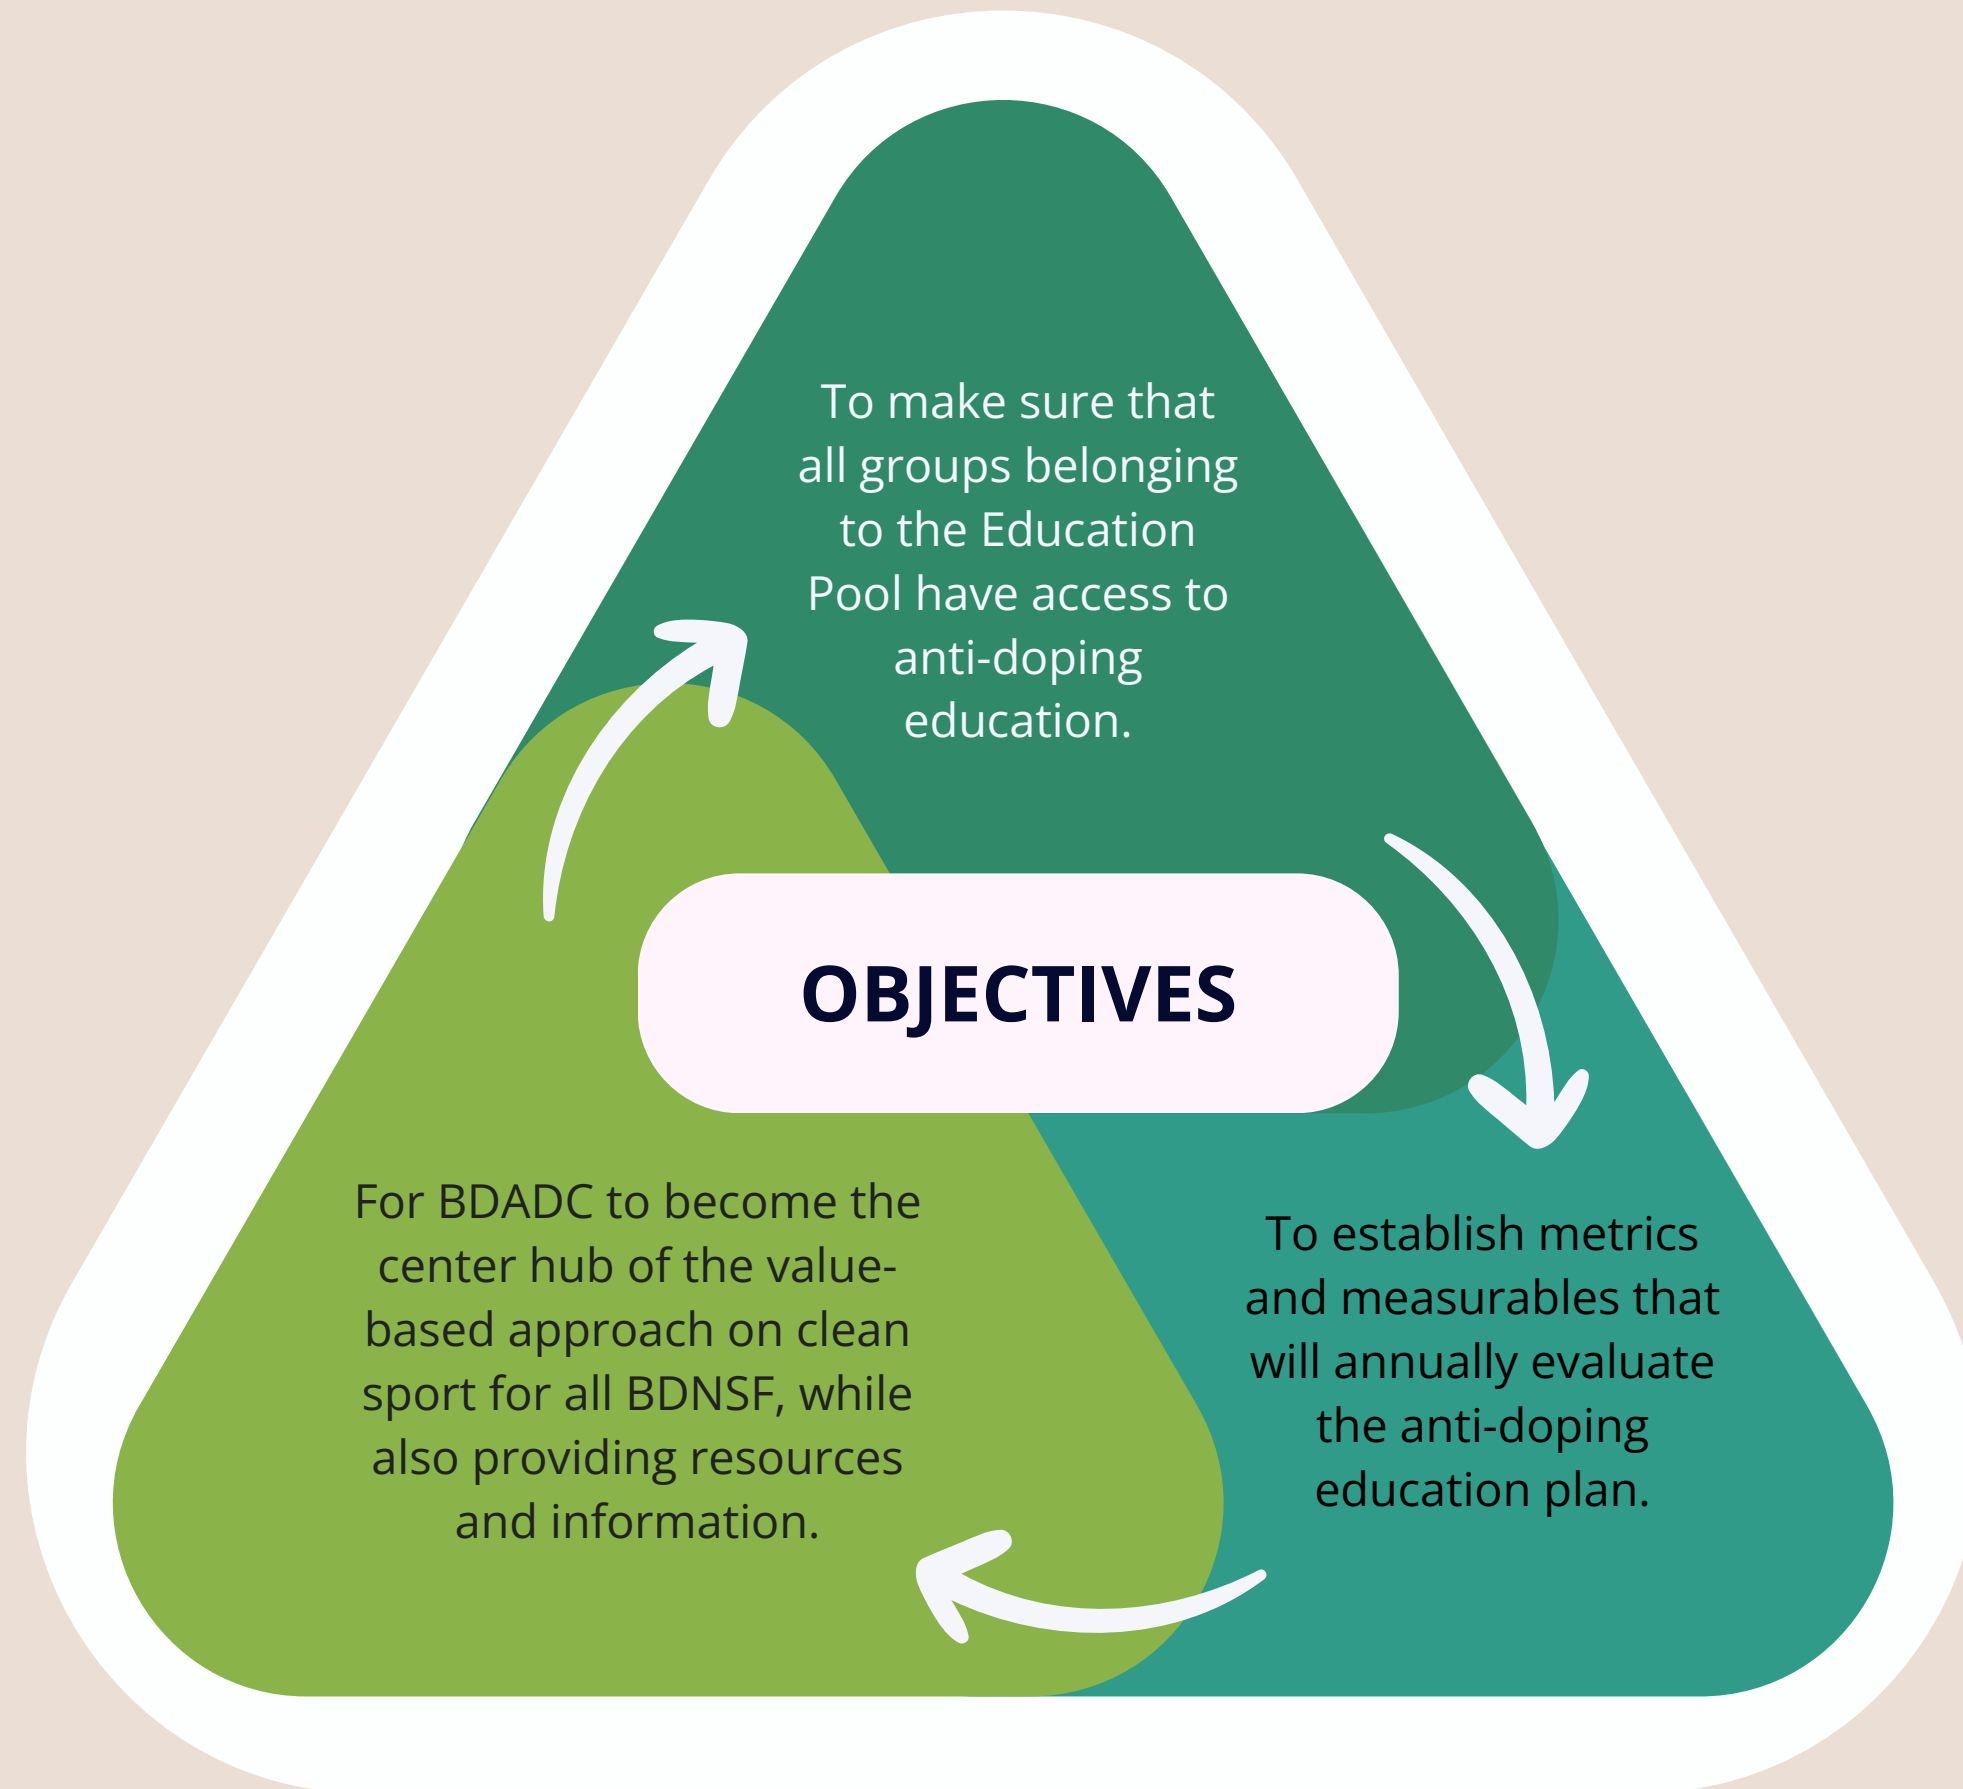 To make sure that
all groups belonging
to the Education
Pool have access to
anti-doping
education.
OBJECTIVES
For BDADC to become the
center hub of the value-
based approach on clean
sport for all BDNSF, while
also providing resources
and information.
To establish metrics
and measurables that
will annually evaluate
the anti-doping
education plan.